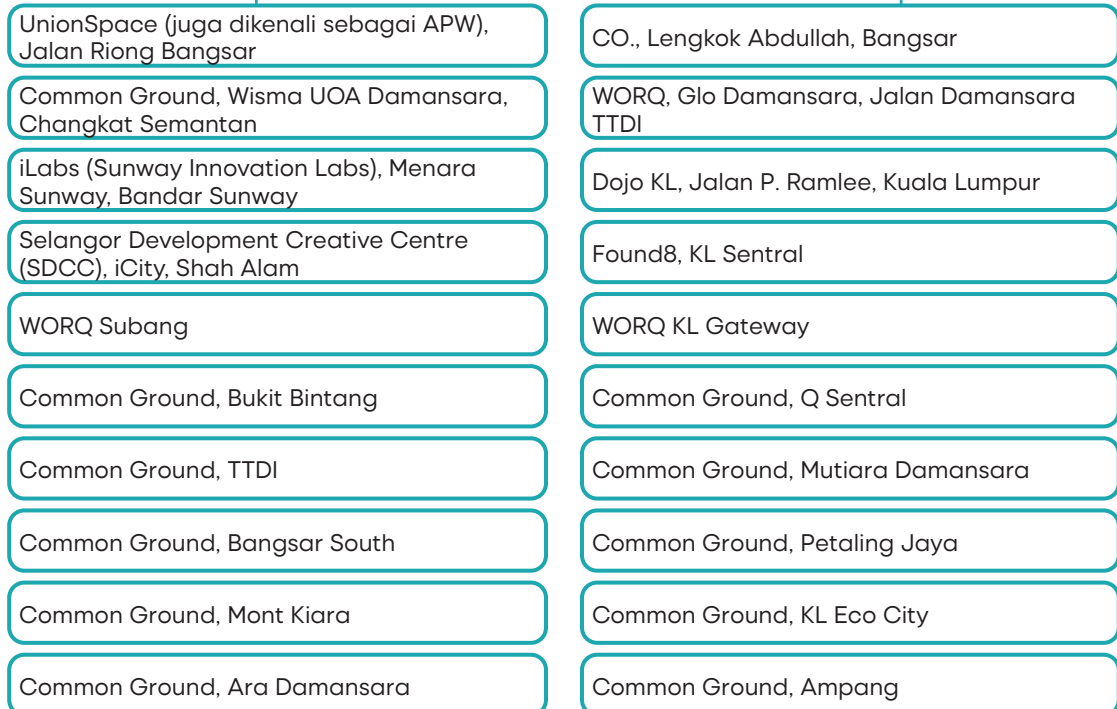 UnionSpace (juga dikenali sebagai APW),
Jalan Riong Bangsar
CO., Lengkok Abdullah, Bangsar
Common Ground, Wisma UOA Damansara,
Changkat Semantan
WORQ, Glo Damansara, Jalan Damansara
TTDI
iLabs (Sunway Innovation Labs), Menara
Sunway, Bandar Sunway
Dojo KL, Jalan P. Ramlee, Kuala Lumpur
Selangor Development Creative Centre
(SDCC), iCity, Shah Alam
Found8, KL Sentral
WORQ Subang
WORQ KL Gateway
Common Ground, Bukit Bintang
Common Ground, Q Sentral
Common Ground, TTDI
Common Ground, Mutiara Damansara
Common Ground, Bangsar South
Common Ground, Petaling Jaya
Common Ground, Mont Kiara
Common Ground, KL Eco City
Common Ground, Ara Damansara
Common Ground, Ampang